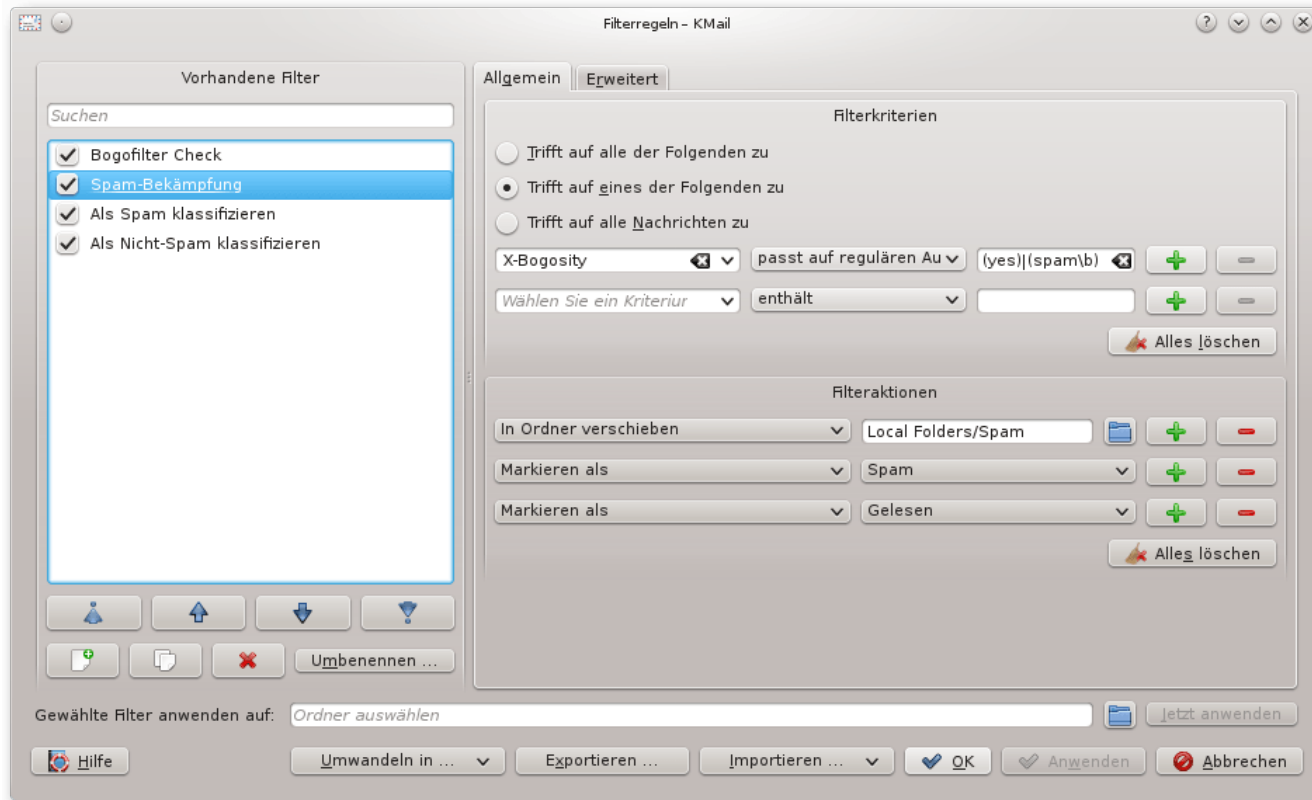 Filterregeln – KMail
Vorhandene Filter
Suchen
Bogofilter Check
Spam-Bekämpfung
Als Spam klassifizieren
Als Nicht-Spam klassifizieren
Umbenennen ...
Allgemein
Erweitert
Filterkriterien
Trifft auf alle der Folgenden zu
Trifft auf eines der Folgenden zu
Trifft auf alle Nachrichten zu
X-Bogosity passt auf regulären Au (yes)|(spam\b)
Wählen Sie ein Kriteriur enthält
Alles löschen
Filteraktionen
In Ordner verschieben Local Folders/Spam
Markieren als Spam
Markieren als Gelesen
Alles löschen
Gewählte Filter anwenden auf: Ordner auswählen Jetzt anwenden
Hilfe Umwandeln in ... Exportieren ... Importieren ... OK Anwenden Abbrechen